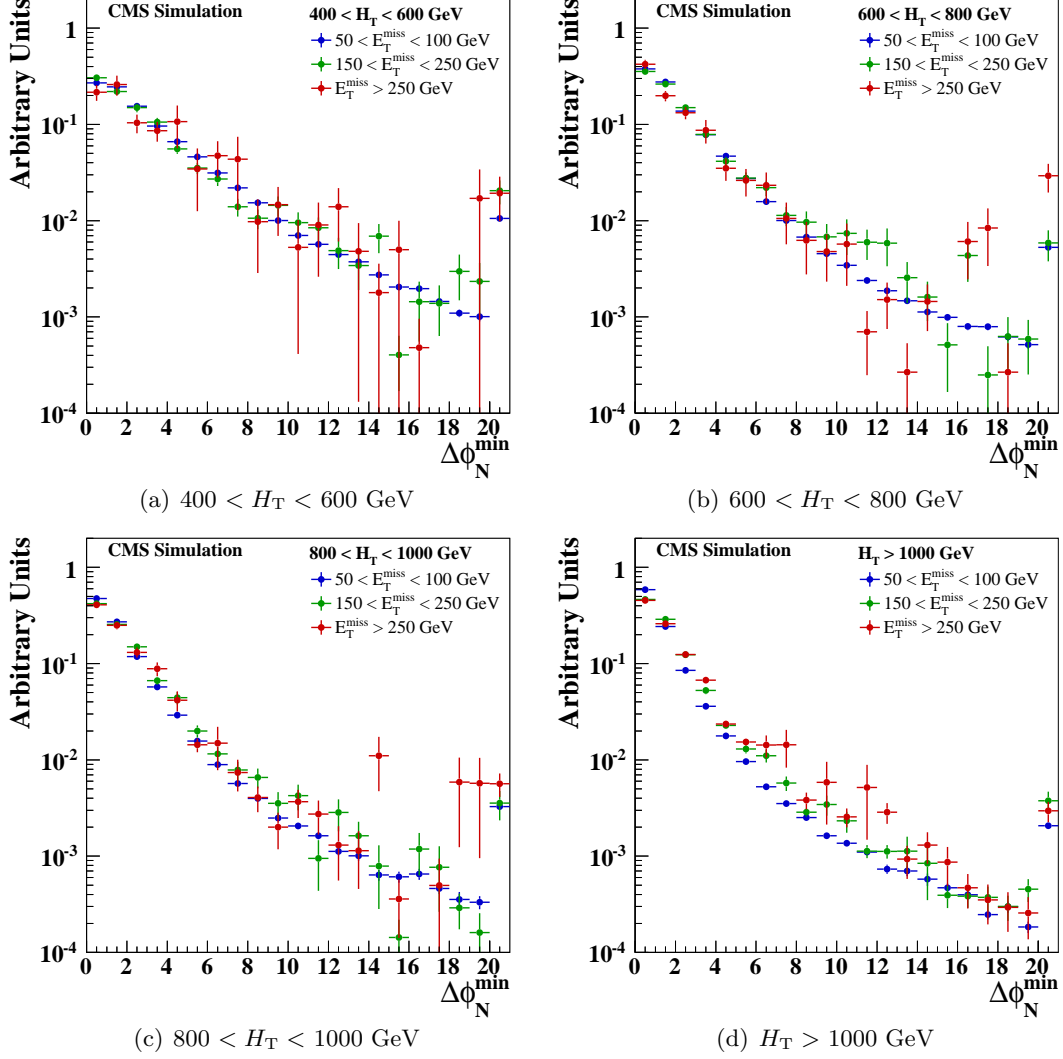 CMS Simulation
400 < H_T < 600 GeV
50 < E_T^miss < 100 GeV
150 < E_T^miss < 250 GeV
E_T^miss > 250 GeV
Arbitrary Units
1
10^-1
10^-2
10^-3
10^-4
0 2 4 6 8 10 12 14 16 18 20
Δϕ_N^min
(a) 400 < H_T < 600 GeV
CMS Simulation
600 < H_T < 800 GeV
50 < E_T^miss < 100 GeV
150 < E_T^miss < 250 GeV
E_T^miss > 250 GeV
Arbitrary Units
1
10^-1
10^-2
10^-3
10^-4
0 2 4 6 8 10 12 14 16 18 20
Δϕ_N^min
(b) 600 < H_T < 800 GeV
CMS Simulation
800 < H_T < 1000 GeV
50 < E_T^miss < 100 GeV
150 < E_T^miss < 250 GeV
E_T^miss > 250 GeV
Arbitrary Units
1
10^-1
10^-2
10^-3
10^-4
0 2 4 6 8 10 12 14 16 18 20
Δϕ_N^min
(c) 800 < H_T < 1000 GeV
CMS Simulation
H_T > 1000 GeV
50 < E_T^miss < 100 GeV
150 < E_T^miss < 250 GeV
E_T^miss > 250 GeV
Arbitrary Units
1
10^-1
10^-2
10^-3
10^-4
0 2 4 6 8 10 12 14 16 18 20
Δϕ_N^min
(d) H_T > 1000 GeV